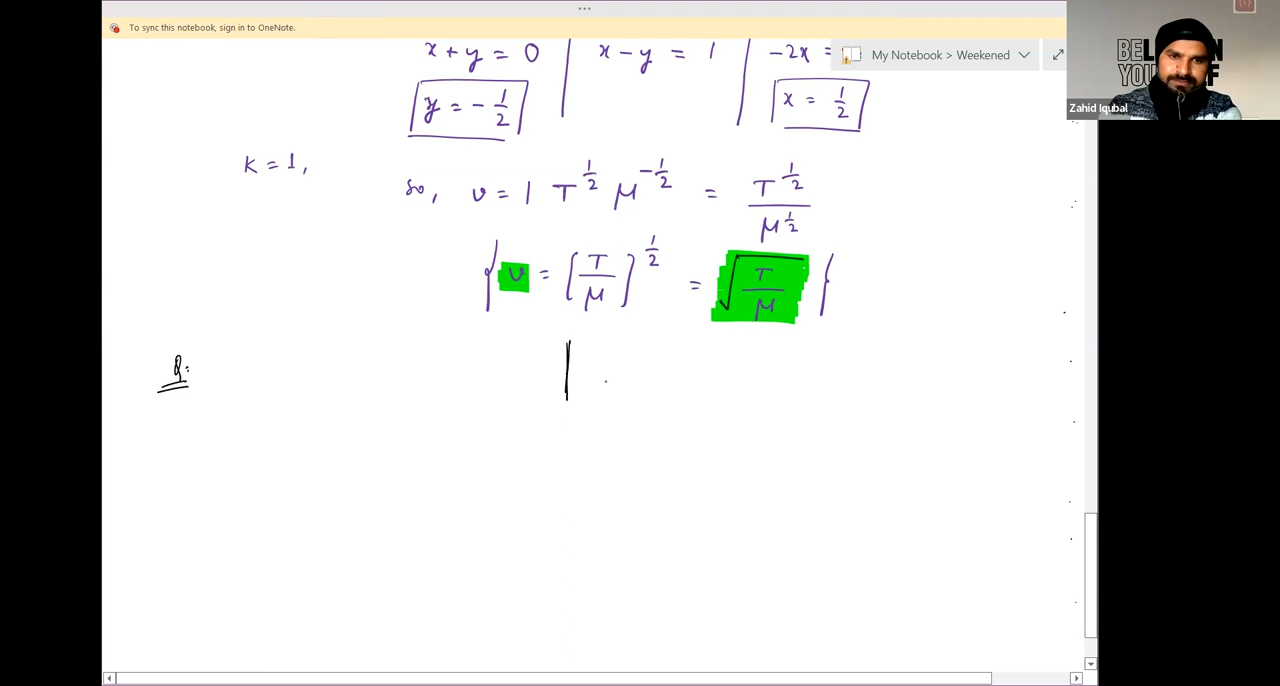 To sync this notebook, sign in to OneNote.
My Notebook > Weekened
Zahid Iqubal
x + y = 0 | x - y = 1 | -2x =
y = - 1/2
x = 1/2
K = 1,
so, v = 1 T^{1/2} μ^{-1/2} = T^{1/2} / μ^{1/2}
{ v = [T/μ]^{1/2} = √(T/μ) }
Q: